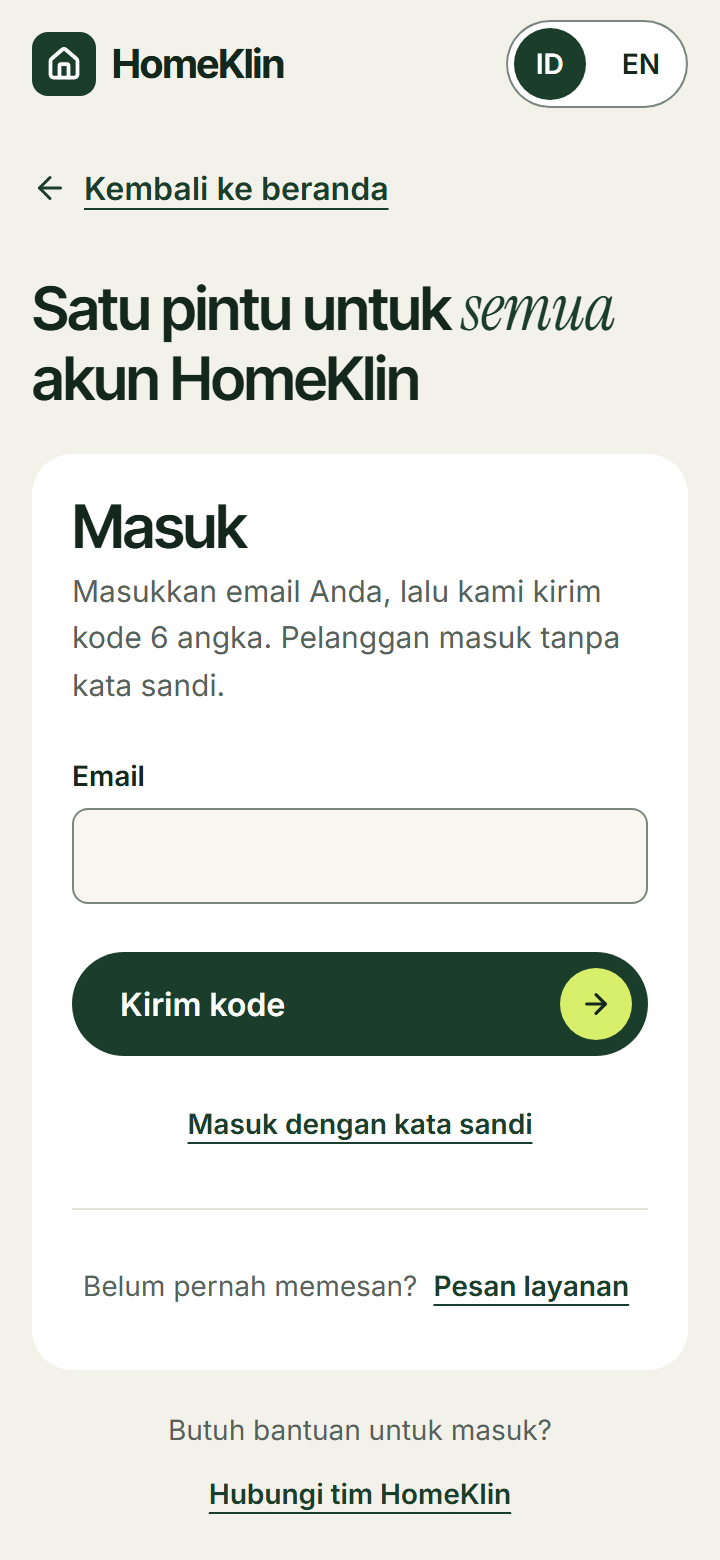 HomeKlin
ID
EN
Kembali ke beranda
Satu pintu untuk semua
akun HomeKlin
Masuk
Masukkan email Anda, lalu kami kirim
kode 6 angka. Pelanggan masuk tanpa
kata sandi.
Email
Kirim kode
Masuk dengan kata sandi
Belum pernah memesan? Pesan layanan
Butuh bantuan untuk masuk?
Hubungi tim HomeKlin